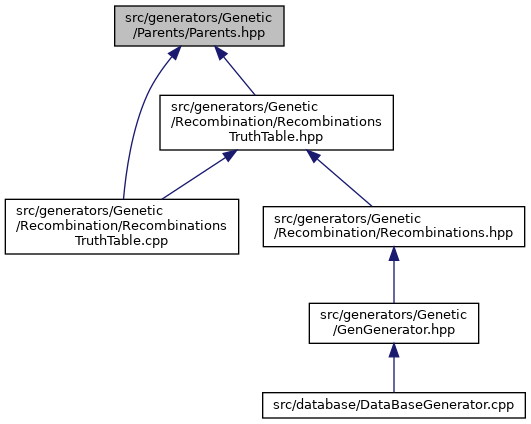 src/generators/Genetic
/Parents/Parents.hpp
src/generators/Genetic
/Recombination/Recombinations
TruthTable.hpp
src/generators/Genetic
/Recombination/Recombinations
TruthTable.cpp
src/generators/Genetic
/Recombination/Recombinations.hpp
src/generators/Genetic
/GenGenerator.hpp
src/database/DataBaseGenerator.cpp